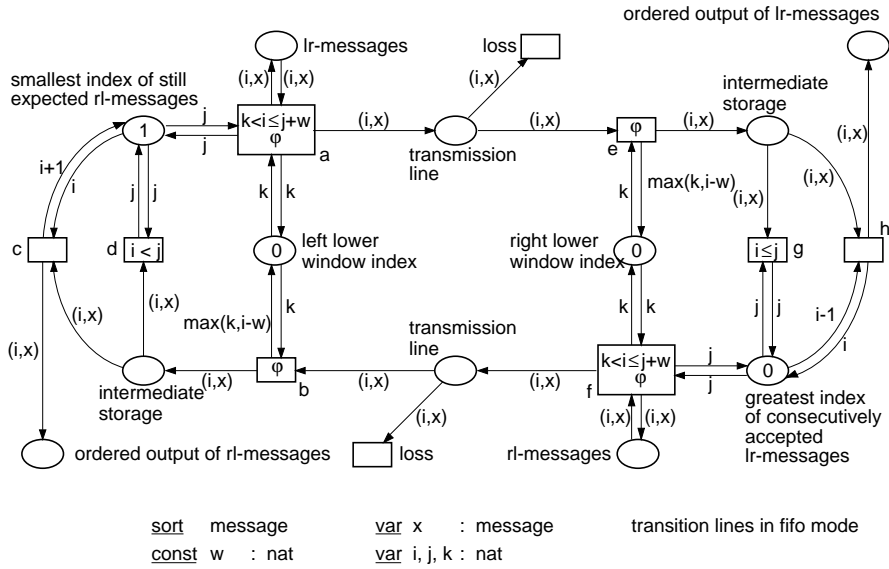 ordered output of lr-messages
lr-messages
loss
smallest index of still
expected rl-messages
(i,x)
(i,x)
(i,x)
intermediate
storage
1
j
j
k<i≤j+w
φ
a
(i,x)
(i,x)
φ
e
(i,x)
(i,x)
transmission
line
i+1
i
j
j
k
k
k
max(k,i-w)
(i,x)
(i,x)
c
d
i < j
0
left lower
window index
right lower
window index
0
i≤j
g
h
(i,x)
(i,x)
(i,x)
max(k,i-w)
k
transmission
line
k
k
j
j
i-1
i
k<i≤j+w
φ
f
j
j
0
φ
b
(i,x)
(i,x)
(i,x)
intermediate
storage
(i,x)
(i,x)
(i,x)
greatest index
of consecutively
accepted
lr-messages
ordered output of rl-messages
loss
rl-messages
sort message
var x : message
transition lines in fifo mode
const w : nat
var i, j, k : nat